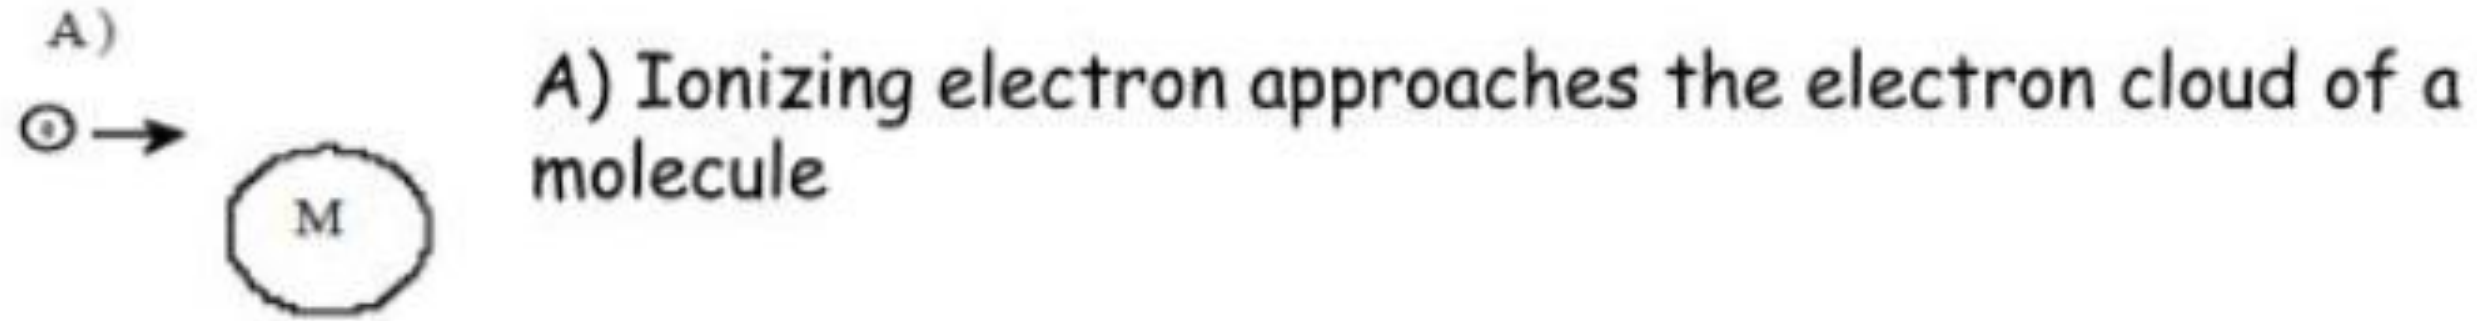 A)
A) Ionizing electron approaches the electron cloud of a
molecule
M